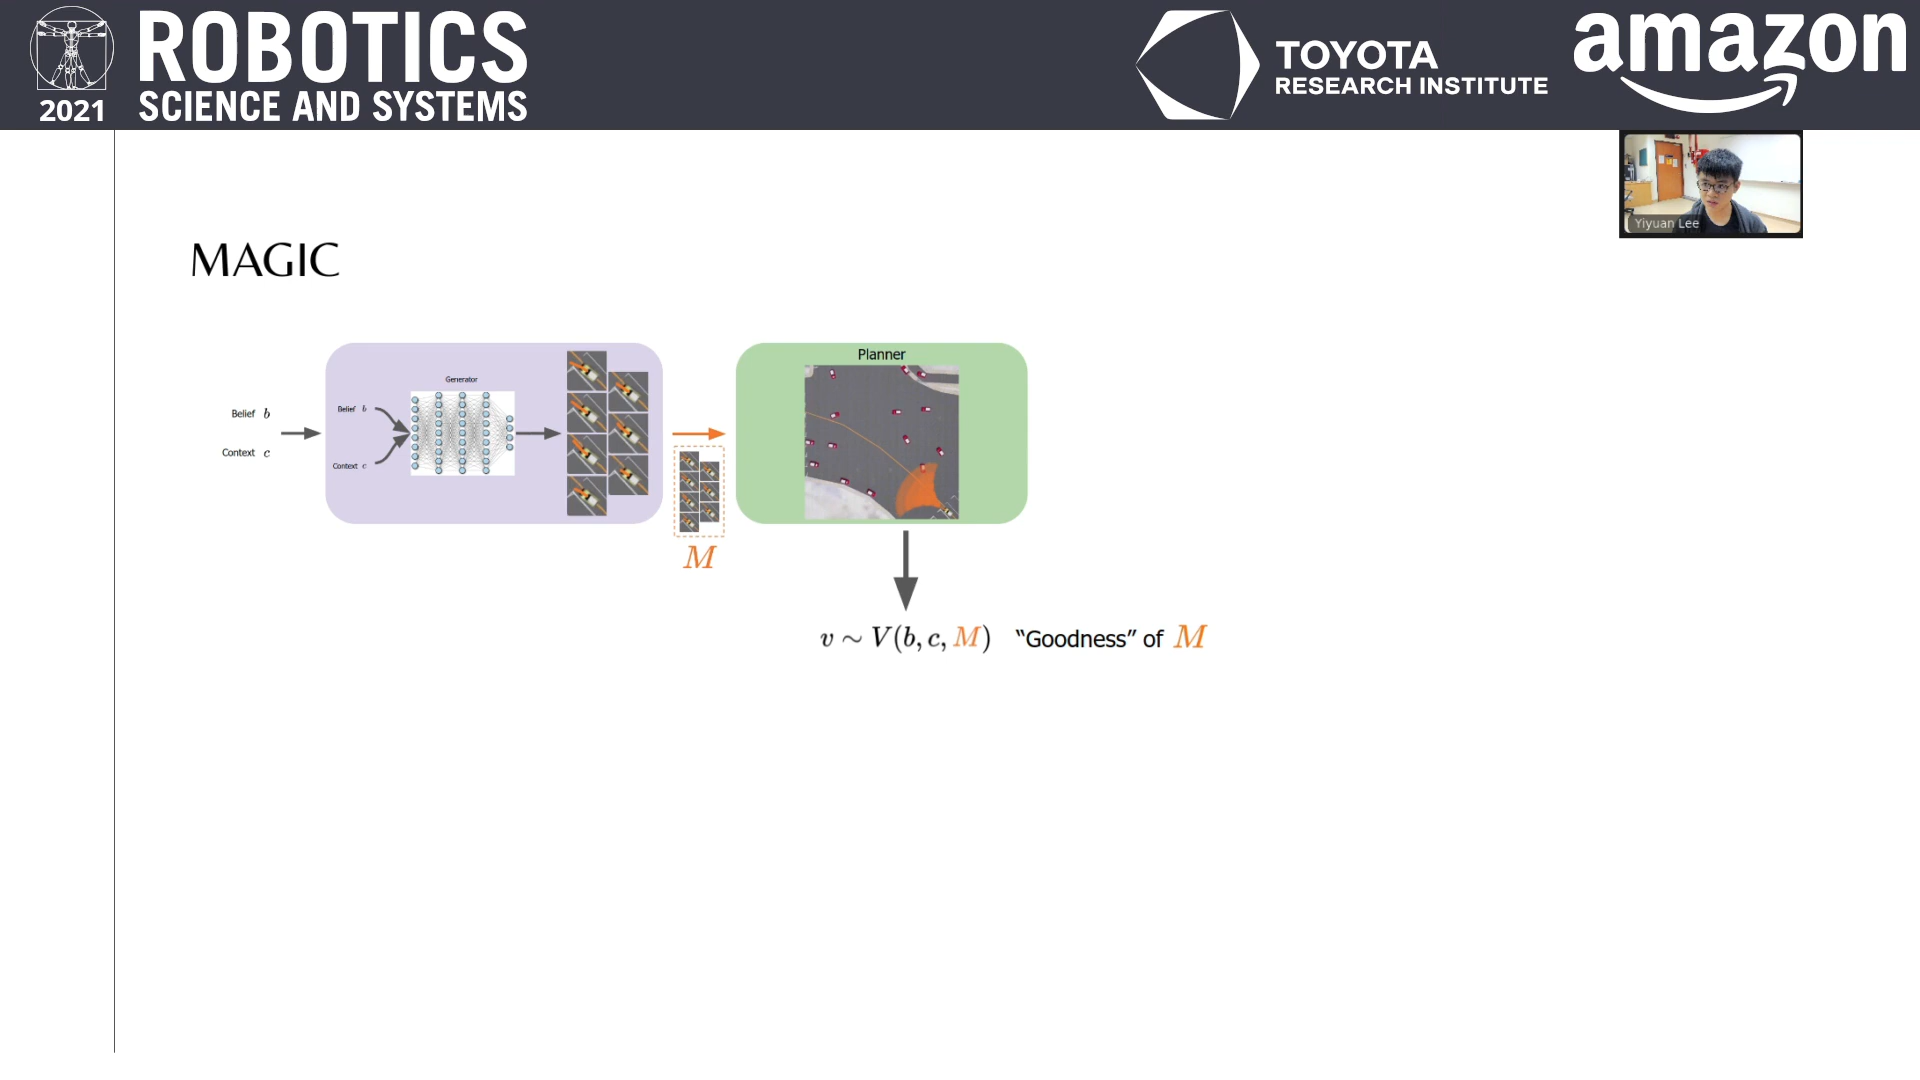 ROBOTICS
SCIENCE AND SYSTEMS
2021
TOYOTA
RESEARCH INSTITUTE
amazon
Yiyuan Lee
MAGIC
Belief b
Context c
Generator
Belief b
Context c
M
Planner
v ∼ V(b, c, M) “Goodness” of M